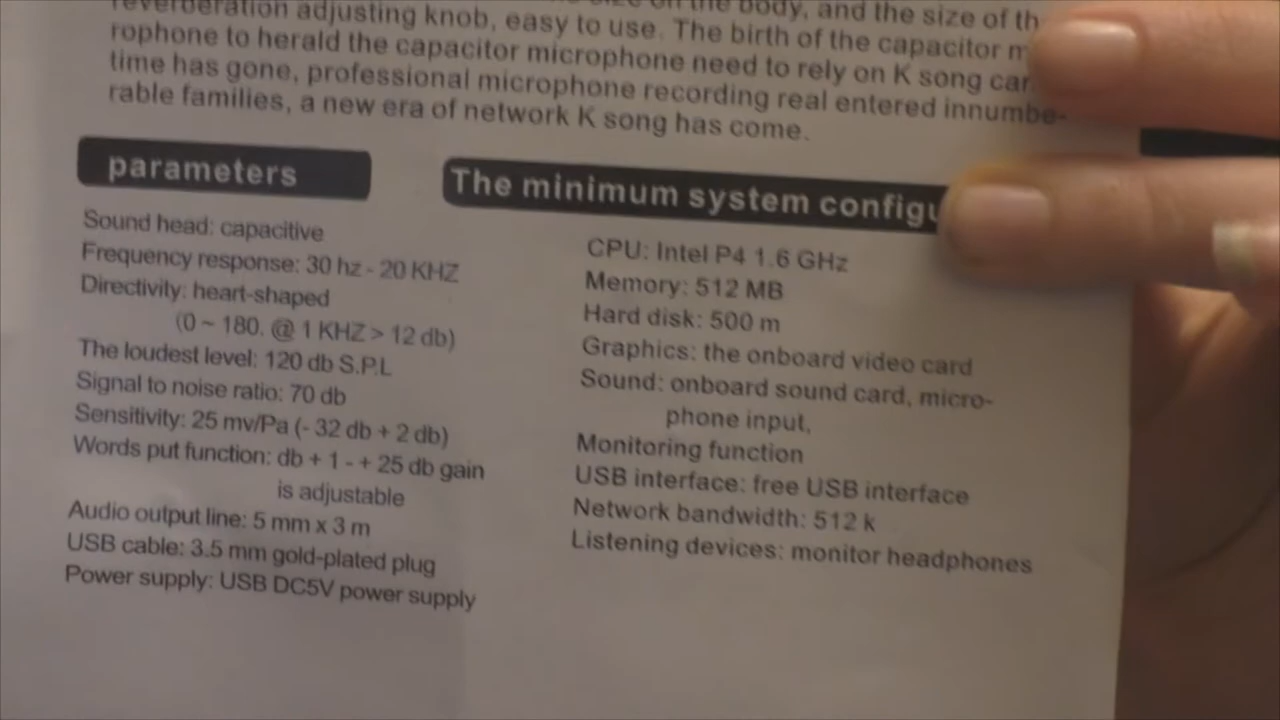 reverberation adjusting knob, easy to use. The birth of the capacitor m
rophone to herald the capacitor microphone need to rely on K song car
time has gone, professional microphone recording real entered innumbe-
rable families, a new era of network K song has come.
parameters
Sound head: capacitive
Frequency response: 30 hz - 20 KHZ
Directivity: heart-shaped
(0 ~ 180. @ 1 KHZ > 12 db)
The loudest level: 120 db S.P.L
Signal to noise ratio: 70 db
Sensitivity: 25 mv/Pa (- 32 db + 2 db)
Words put function: db + 1 - + 25 db gain
is adjustable
Audio output line: 5 mm x 3 m
USB cable: 3.5 mm gold-plated plug
Power supply: USB DC5V power supply
The minimum system configu
CPU: Intel P4 1.6 GHz
Memory: 512 MB
Hard disk: 500 m
Graphics: the onboard video card
Sound: onboard sound card, micro-
phone input,
Monitoring function
USB interface: free USB interface
Network bandwidth: 512 k
Listening devices: monitor headphones